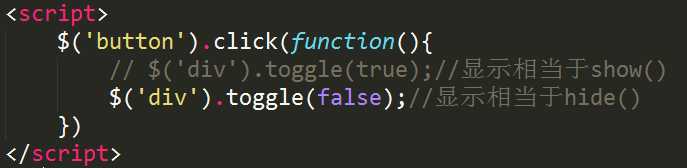 <script>
$('button').click(function(){
// $('div').toggle(true);//显示相当于show()
$('div').toggle(false);//显示相当于hide()
})
</script>